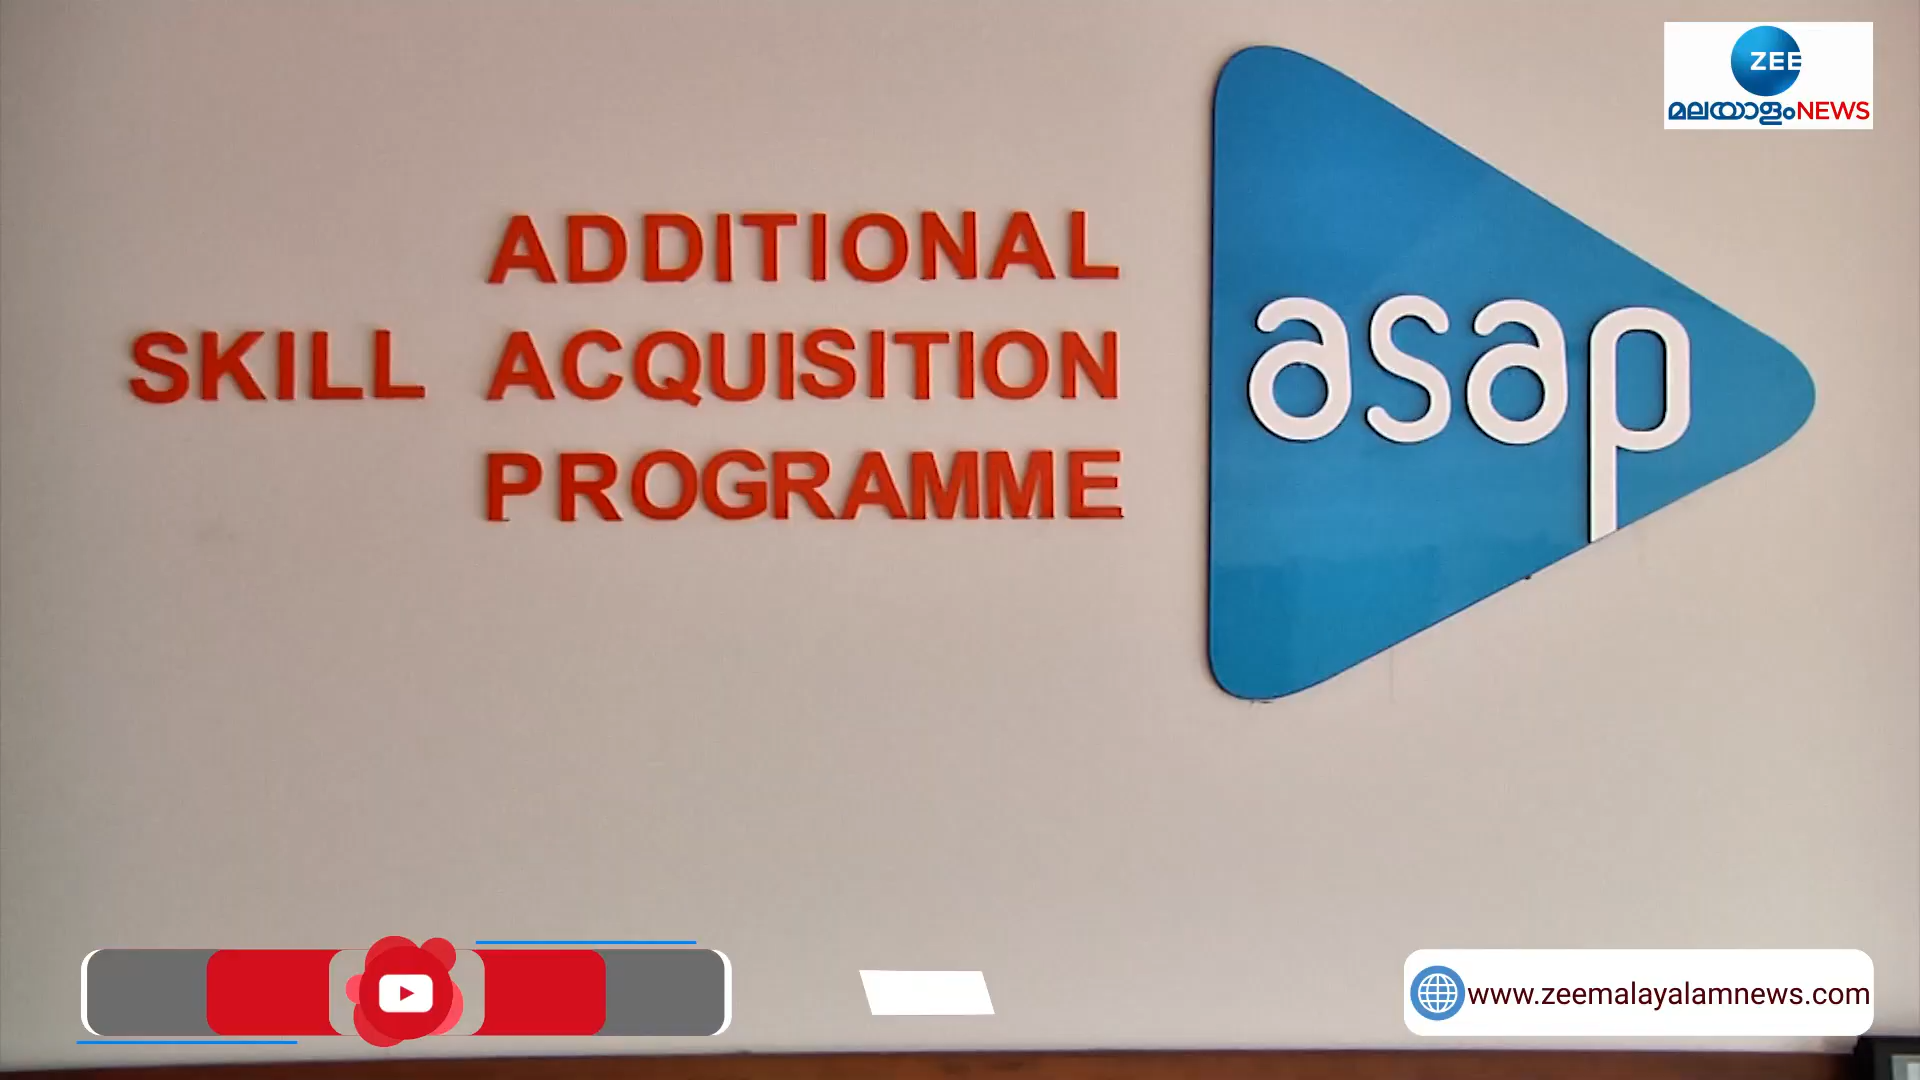 ZEE
മലയാളംNEWS
ADDITIONAL
SKILL ACQUISITION
PROGRAMME
asap
www.zeemalayalamnews.com